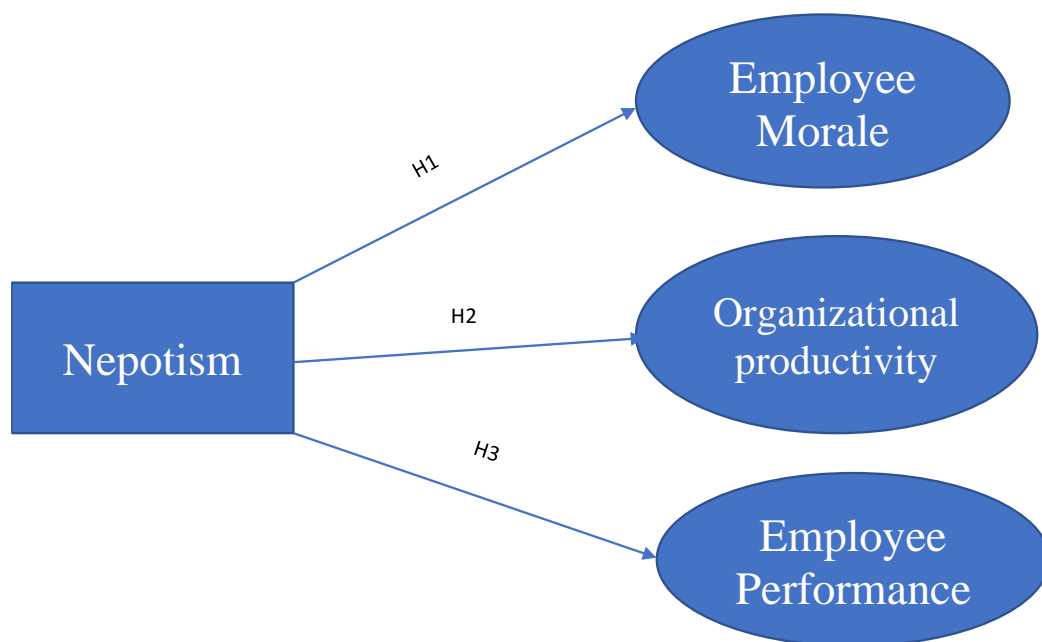 Employee
Morale
H1
Nepotism
H2
Organizational
productivity
H3
Employee
Performance